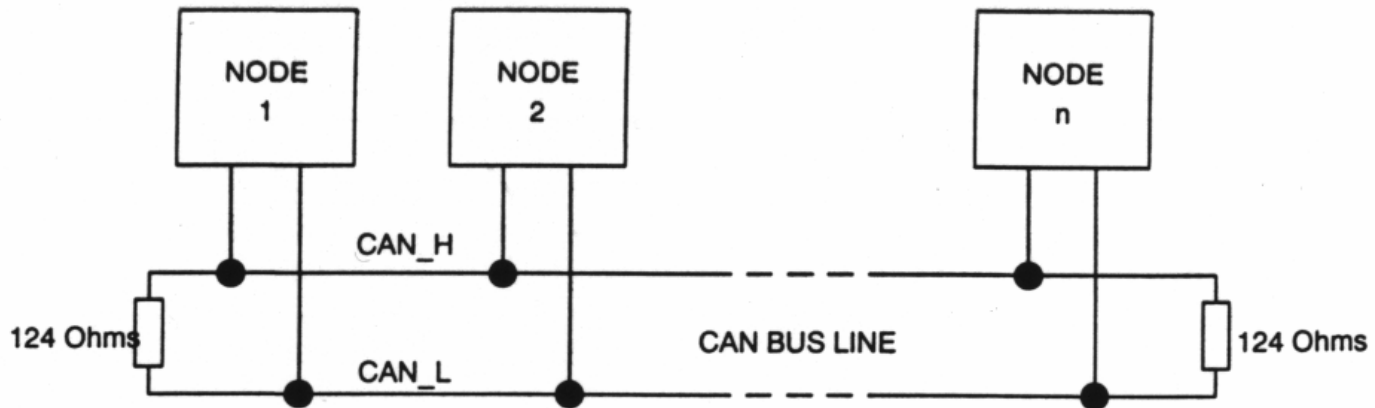 NODE
1
NODE
2
NODE
n
CAN_H
124 Ohms
CAN BUS LINE
124 Ohms
CAN_L